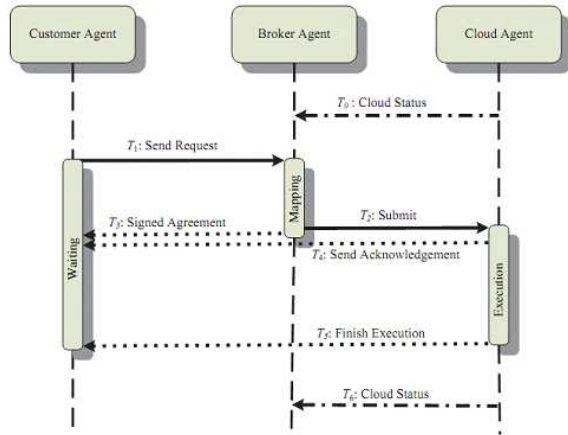 Customer Agent
Broker Agent
Cloud Agent
T0 : Cloud Status
T1: Send Request
Mapping
T3: Signed Agreement
T2: Submit
Waiting
T4: Send Acknowledgement
Execution
T5: Finish Execution
T6: Cloud Status